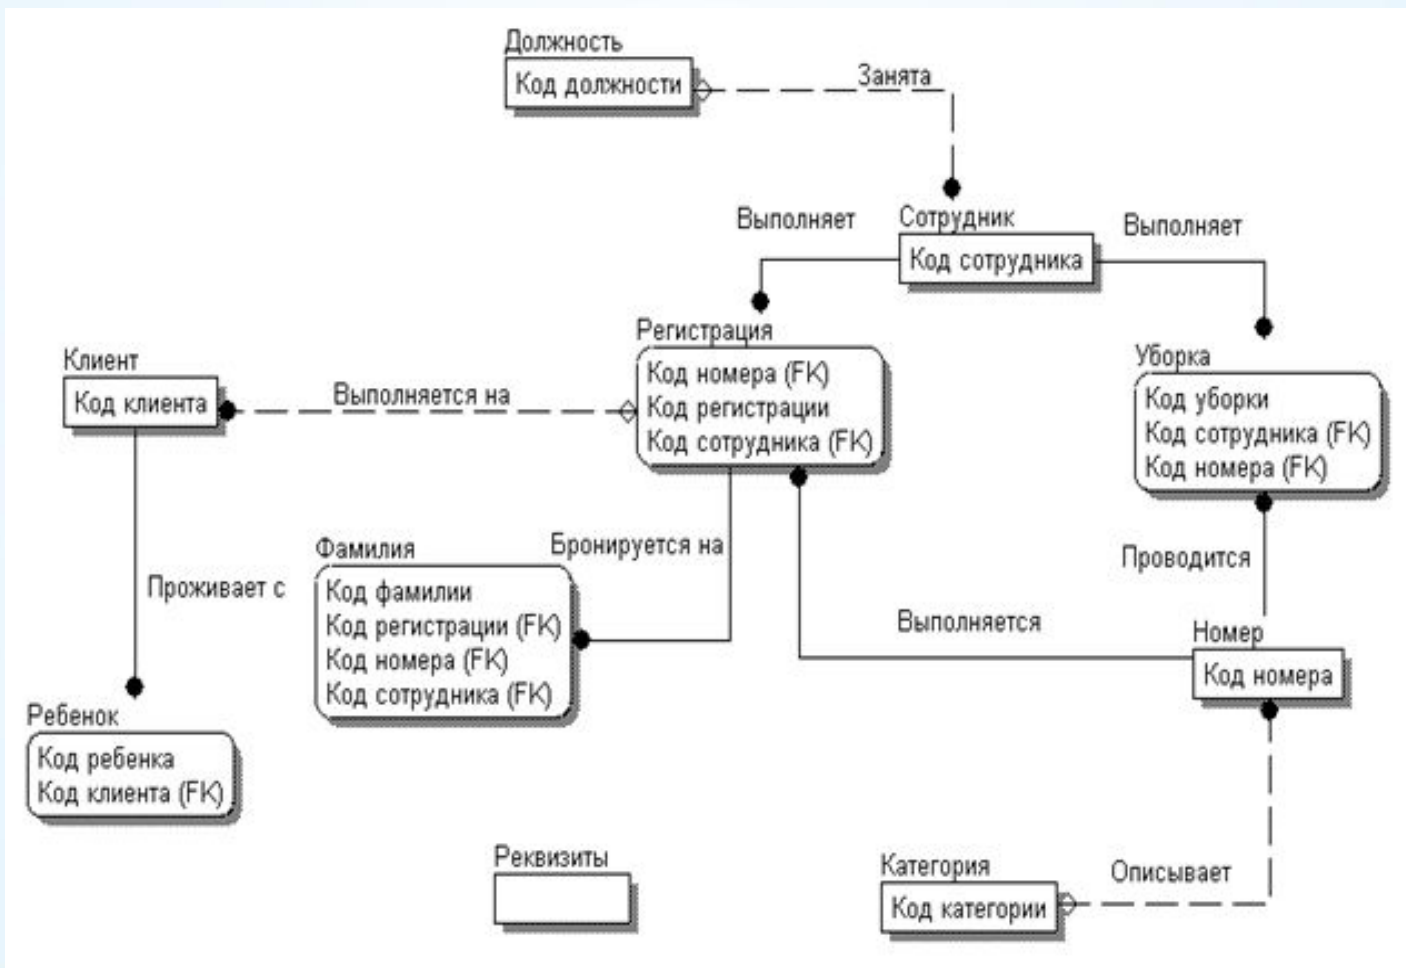 Должность
Код должности
Занята
Выполняет
Сотрудник
Код сотрудника
Выполняет
Регистрация
Код номера (FK)
Код регистрации
Код сотрудника (FK)
Уборка
Код уборки
Код сотрудника (FK)
Код номера (FK)
Клиент
Код клиента
Выполняется на
Фамилия
Код фамилии
Код регистрации (FK)
Код номера (FK)
Код сотрудника (FK)
Бронируется на
Проводится
Проживает с
Выполняется
Номер
Код номера
Ребенок
Код ребенка
Код клиента (FK)
Реквизиты
Категория
Код категории
Описывает